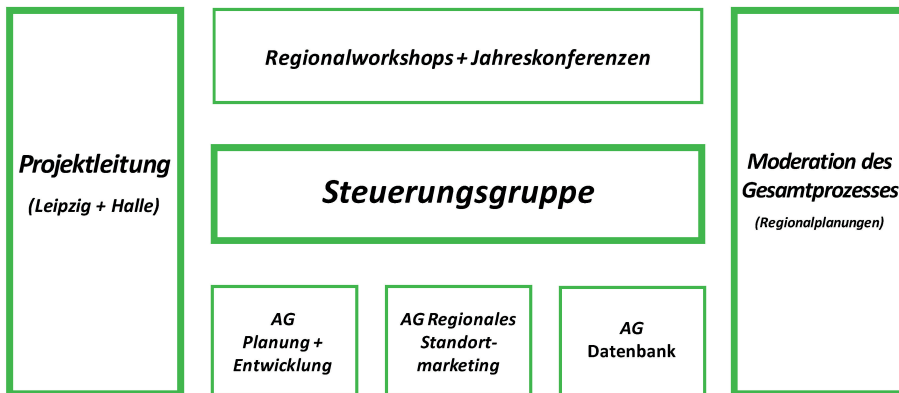 Projektleitung
(Leipzig + Halle)
Regionalworkshops + Jahreskonferenzen
Steuerungsgruppe
AG
Planung +
Entwicklung
AG Regionales
Standort-
marketing
AG
Datenbank
Moderation des
Gesamtprozesses
(Regionalplanungen)